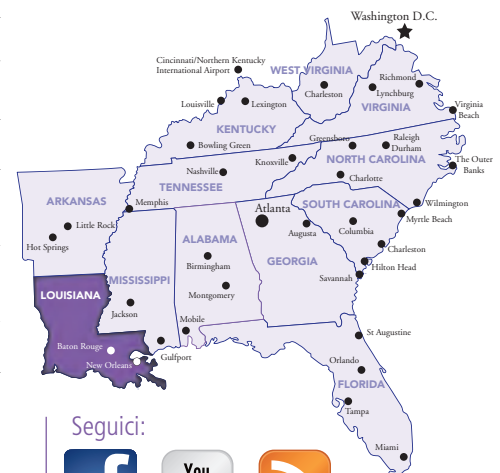 Washington D.C.
Cincinnati/Northern Kentucky
International Airport
WEST VIRGINIA
Charleston
Richmond
Lynchburg
VIRGINIA
Virginia
Beach
Louisville
Lexington
KENTUCKY
Bowling Green
Greensboro
Raleigh
Durham
Knoxville
NORTH CAROLINA
The Outer
Banks
Nashville
Charlotte
TENNESSEE
ARKANSAS
Memphis
Atlanta
SOUTH CAROLINA
Wilmington
Myrtle Beach
Little Rock
Hot Springs
Augusta
Columbia
ALABAMA
Charleston
Birmingham
GEORGIA
Hilton Head
Savannah
MISSISSIPPI
LOUISIANA
Montgomery
Jackson
Mobile
St Augustine
Baton Rouge
Gulfport
New Orleans
Orlando
FLORIDA
Tampa
Miami
Seguici:
f
You